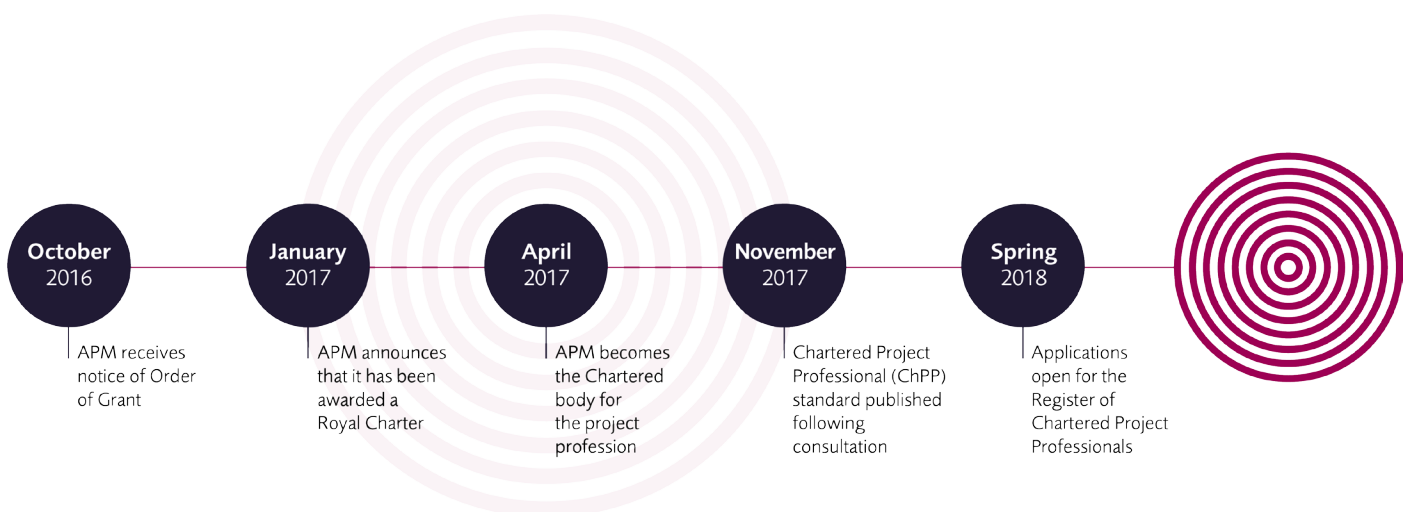 October
2016
APM receives
notice of Order
of Grant
January
2017
APM announces
that it has been
awarded a
Royal Charter
April
2017
APM becomes
the Chartered
body for
the project
profession
November
2017
Chartered Project
Professional (ChPP)
standard published
following
consultation
Spring
2018
Applications
open for the
Register of
Chartered Project
Professionals